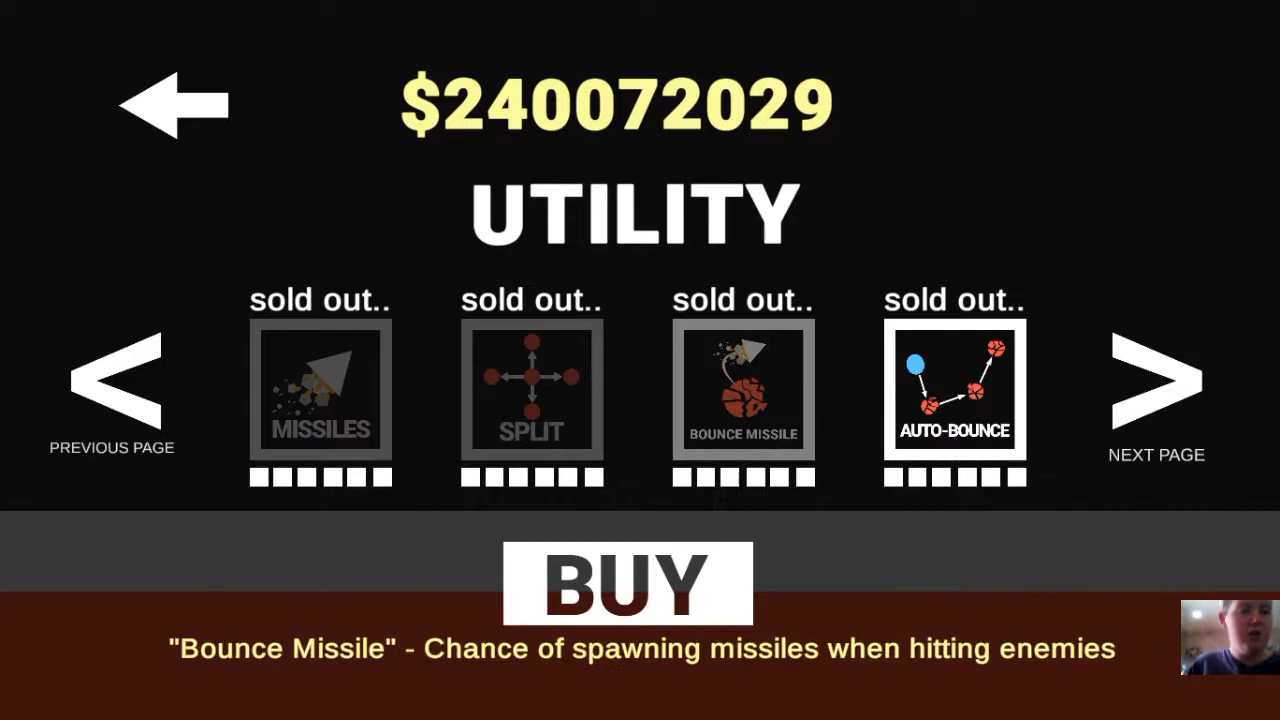 $240072029
UTILITY
sold out.. sold out.. sold out.. sold out..
< >
MISSILES SPLIT BOUNCE MISSILE AUTO-BOUNCE
PREVIOUS PAGE NEXT PAGE
BUY
"Bounce Missile" - Chance of spawning missiles when hitting enemies